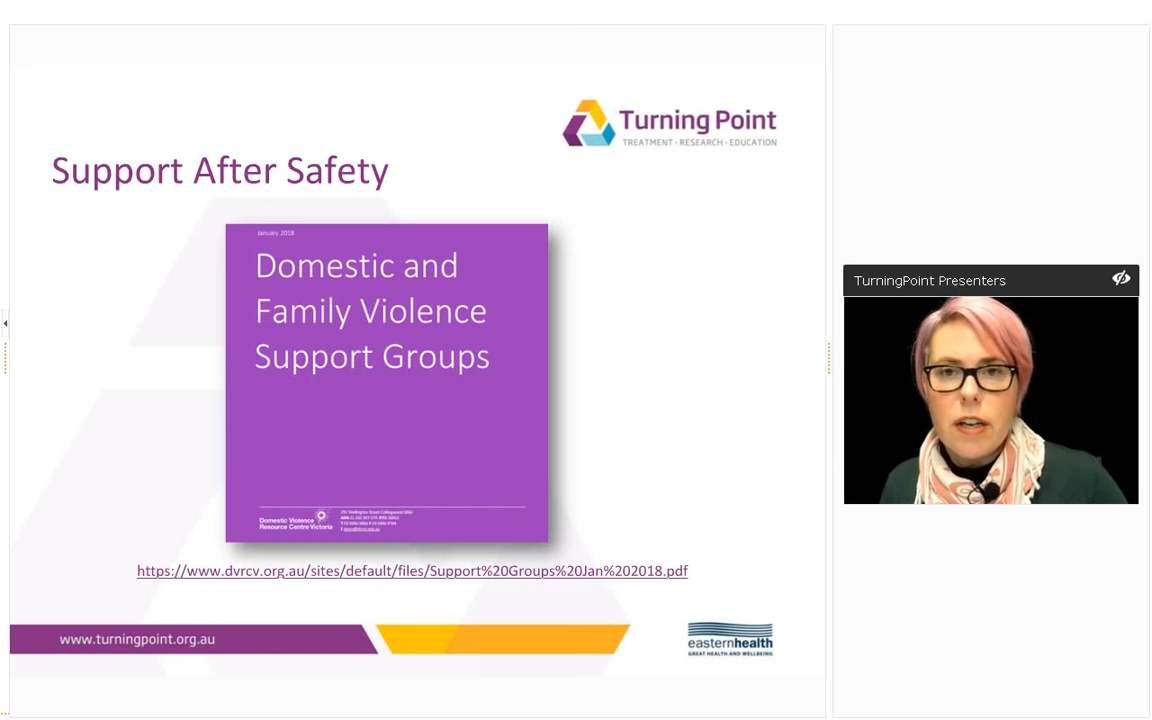 Turning Point
TREATMENT • RESEARCH • EDUCATION
Support After Safety
January 2018
Domestic and
Family Violence
Support Groups
Domestic Violence
Resource Centre Victoria
https://www.dvrcv.org.au/sites/default/files/Support%20Groups%20Jan%202018.pdf
www.turningpoint.org.au
easternhealth
GREAT HEALTH AND WELLBEING
TurningPoint Presenters